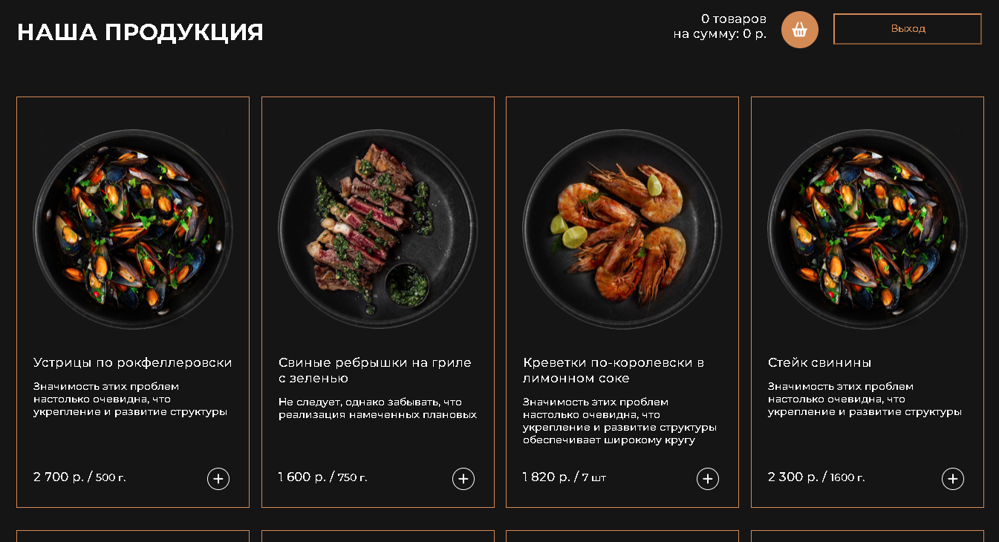 НАША ПРОДУКЦИЯ
0 товаров
на сумму: 0 р.
Выход
Устрицы по рокфеллеровски
Значимость этих проблем
настолько очевидна, что
укрепление и развитие структуры
2 700 р. / 500 г.
Свиные ребрышки на гриле
с зеленью
Не следует, однако забывать, что
реализация намеченных плановых
1 600 р. / 750 г.
Креветки по-королевски в
лимонном соке
Значимость этих проблем
настолько очевидна, что
укрепление и развитие структуры
обеспечивает широкому кругу
1 820 р. / 7 шт
Стейк свинины
Значимость этих проблем
настолько очевидна, что
укрепление и развитие структуры
2 300 р. / 1600 г.